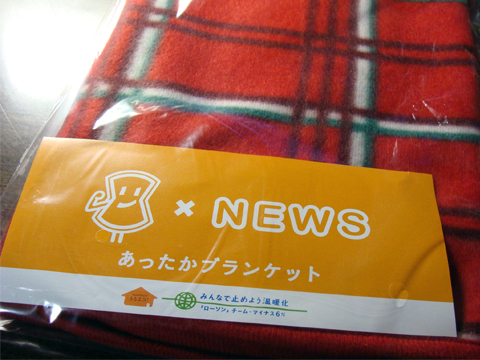 × NEWS
あったかブランケット
みんなで止めよう温暖化
「ローソン」チーム・マイナス6%